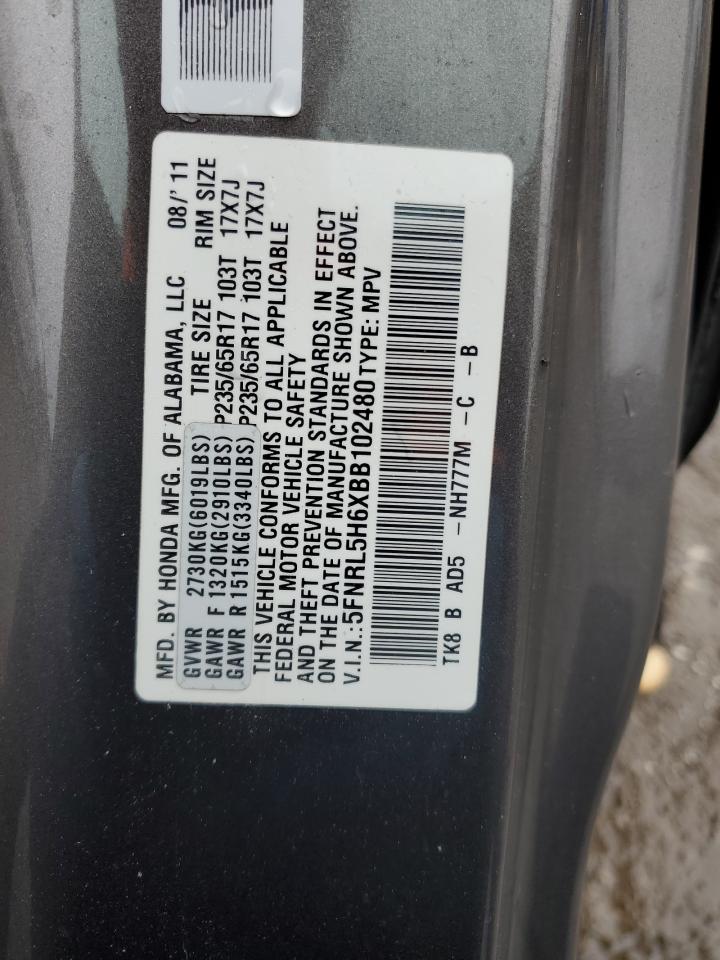 MFD. BY HONDA MFG. OF ALABAMA, LLC 08/' 11
GVWR 2730KG(6019LBS) TIRE SIZE RIM SIZE
GAWR F 1320KG(2910LBS) P235/65R17 103T 17X7J
GAWR R 1515KG(3340LBS) P235/65R17 103T 17X7J
THIS VEHICLE CONFORMS TO ALL APPLICABLE
FEDERAL MOTOR VEHICLE SAFETY
AND THEFT PREVENTION STANDARDS IN EFFECT
ON THE DATE OF MANUFACTURE SHOWN ABOVE.
V.I.N.:5FNRL5H6XBB102480 TYPE: MPV
TK8 B AD5 -NH777M -C -B